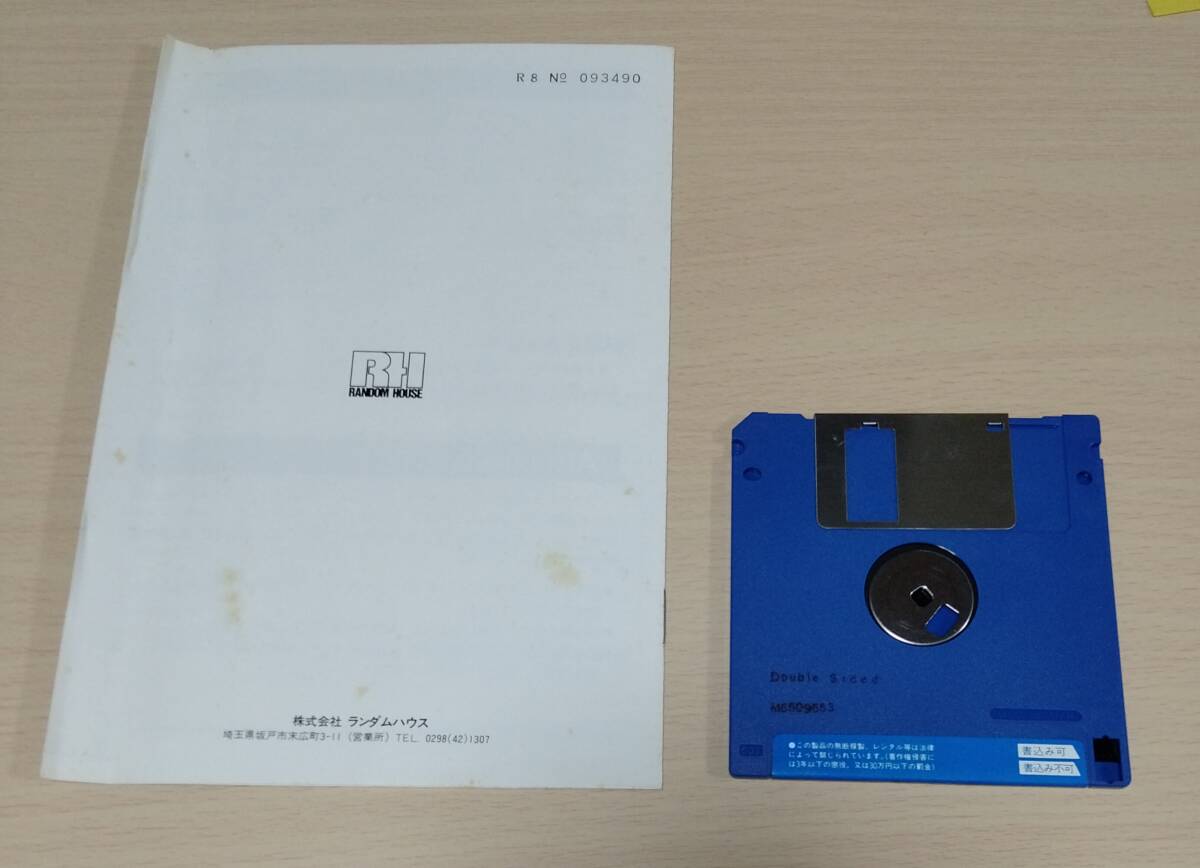 R8 Nº 093490
RH
RANDOM HOUSE
株式会社 ランダムハウス
埼玉県坂戸市末広町3-11 (営業所) TEL 0298(42)1307
Double Sided
M6609683
●この製品の無断複製、レンタル等は法律
によって禁じられています。(著作権侵害に
は3年以下の懲役、又は30万円以下の罰金)
書込み可
書込み不可